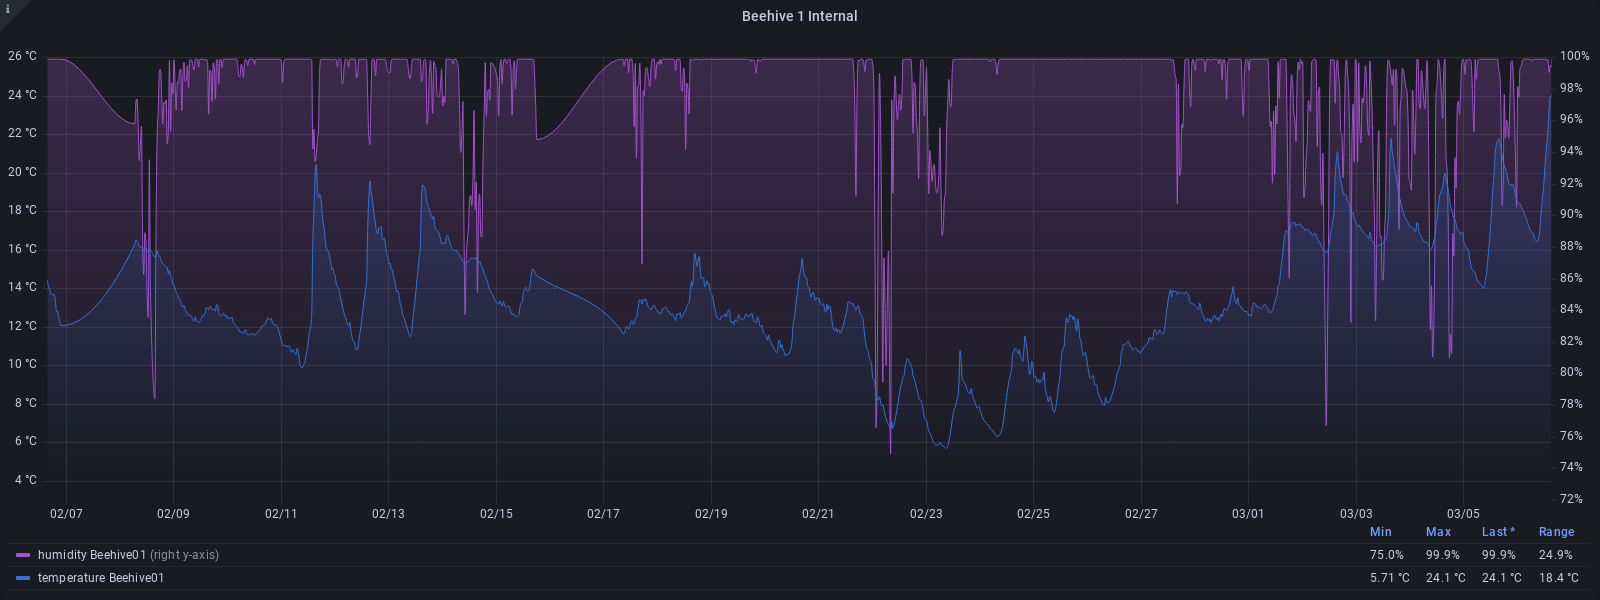 i
Beehive 1 Internal
26 °C 100%
24 °C 98%
22 °C 96%
20 °C 94%
18 °C 92%
16 °C 90%
14 °C 88%
12 °C 86%
10 °C 84%
8 °C 82%
6 °C 80%
4 °C 78%
76%
74%
72%
02/07 02/09 02/11 02/13 02/15 02/17 02/19 02/21 02/23 02/25 02/27 03/01 03/03 03/05
Min Max Last * Range
humidity Beehive01 (right y-axis) 75.0% 99.9% 99.9% 24.9%
temperature Beehive01 5.71 °C 24.1 °C 24.1 °C 18.4 °C